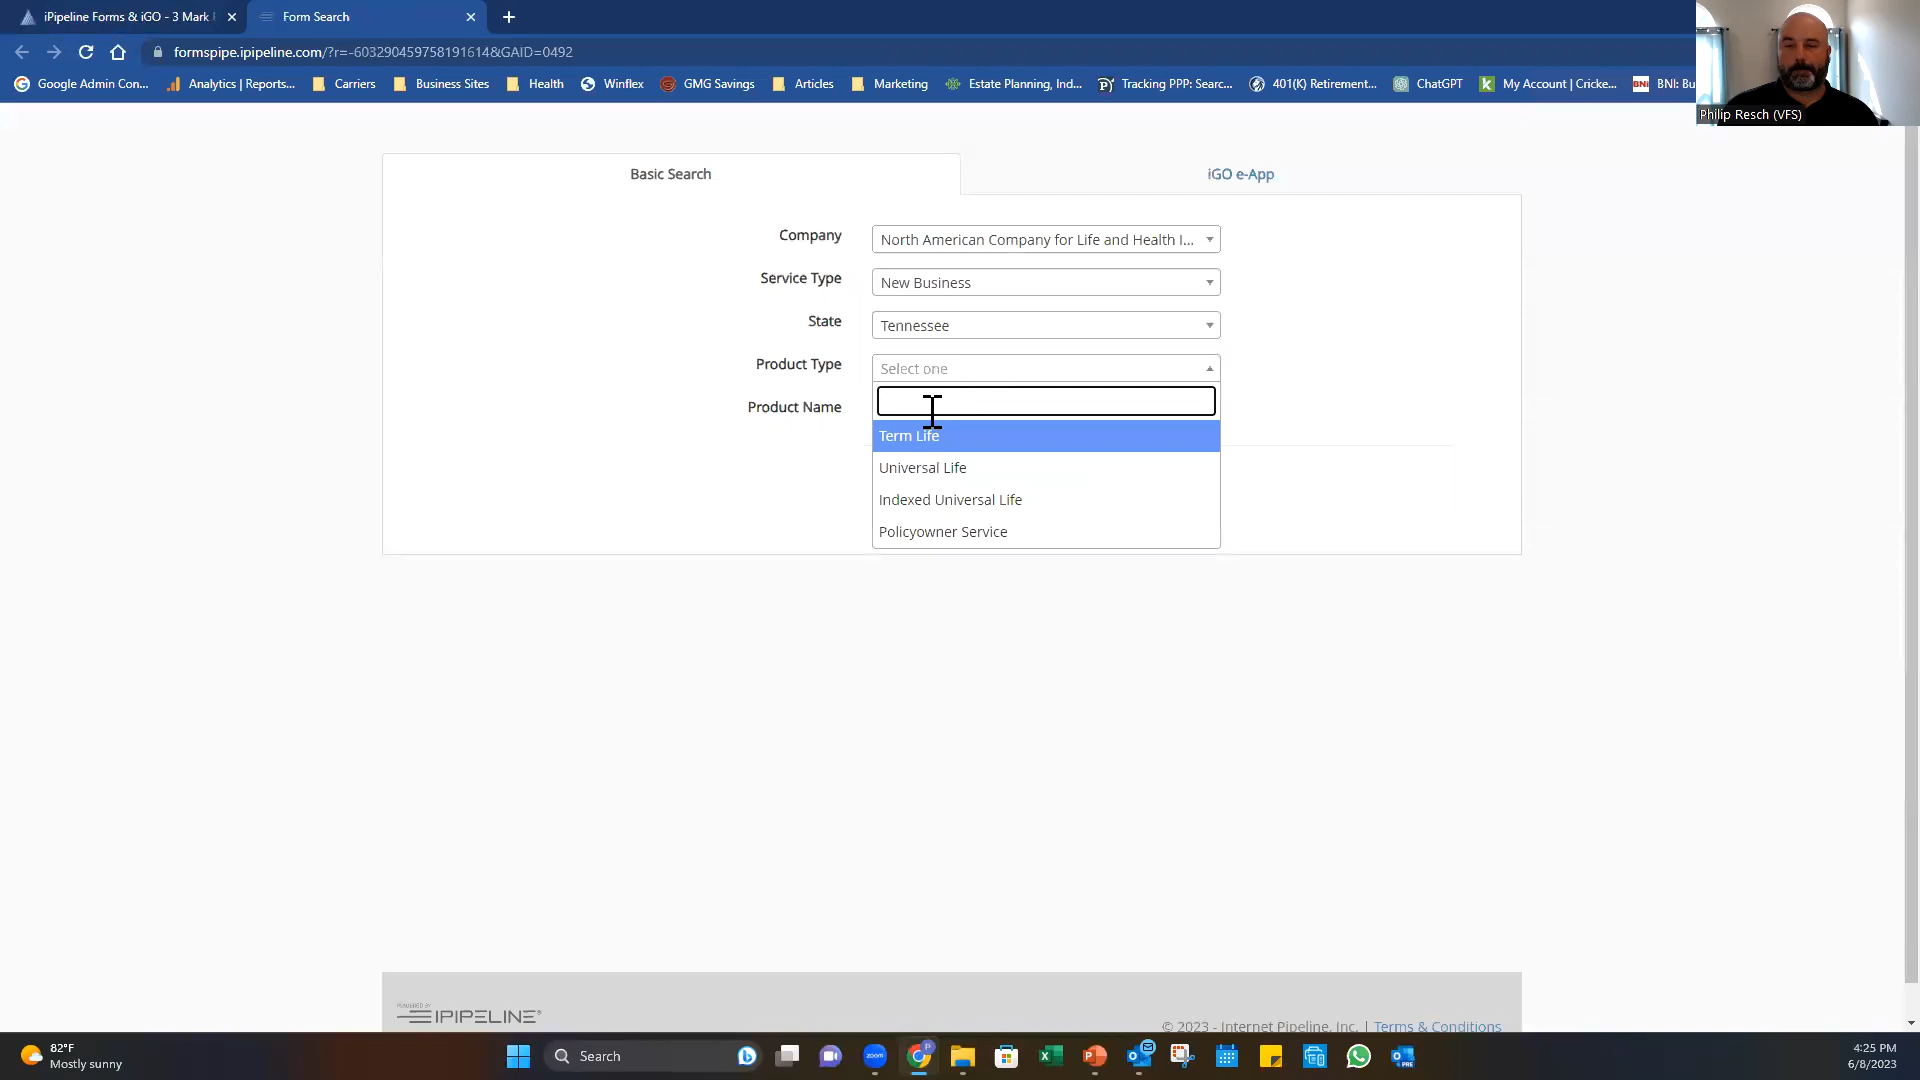 iPipeline Forms & iGO - 3 Mark
Form Search
formspipe.ipipeline.com/?r=-603290459758191614&GAID=0492
Google Admin Con...
Analytics | Reports...
Carriers
Business Sites
Health
Winflex
GMG Savings
Articles
Marketing
Estate Planning, Ind...
Tracking PPP: Searc...
401(K) Retirement...
ChatGPT
My Account | Cricke...
BNI: Bu
Philip Resch (VFS)
Basic Search
iGO e-App
Company
North American Company for Life and Health I...
Service Type
New Business
State
Tennessee
Product Type
Select one
Product Name
Term Life
Universal Life
Indexed Universal Life
Policyowner Service
POWERED BY
IPIPELINE®
© 2023 - Internet Pipeline, Inc. | Terms & Conditions
82°F
Mostly sunny
Search
zoom
4:25 PM
6/8/2023